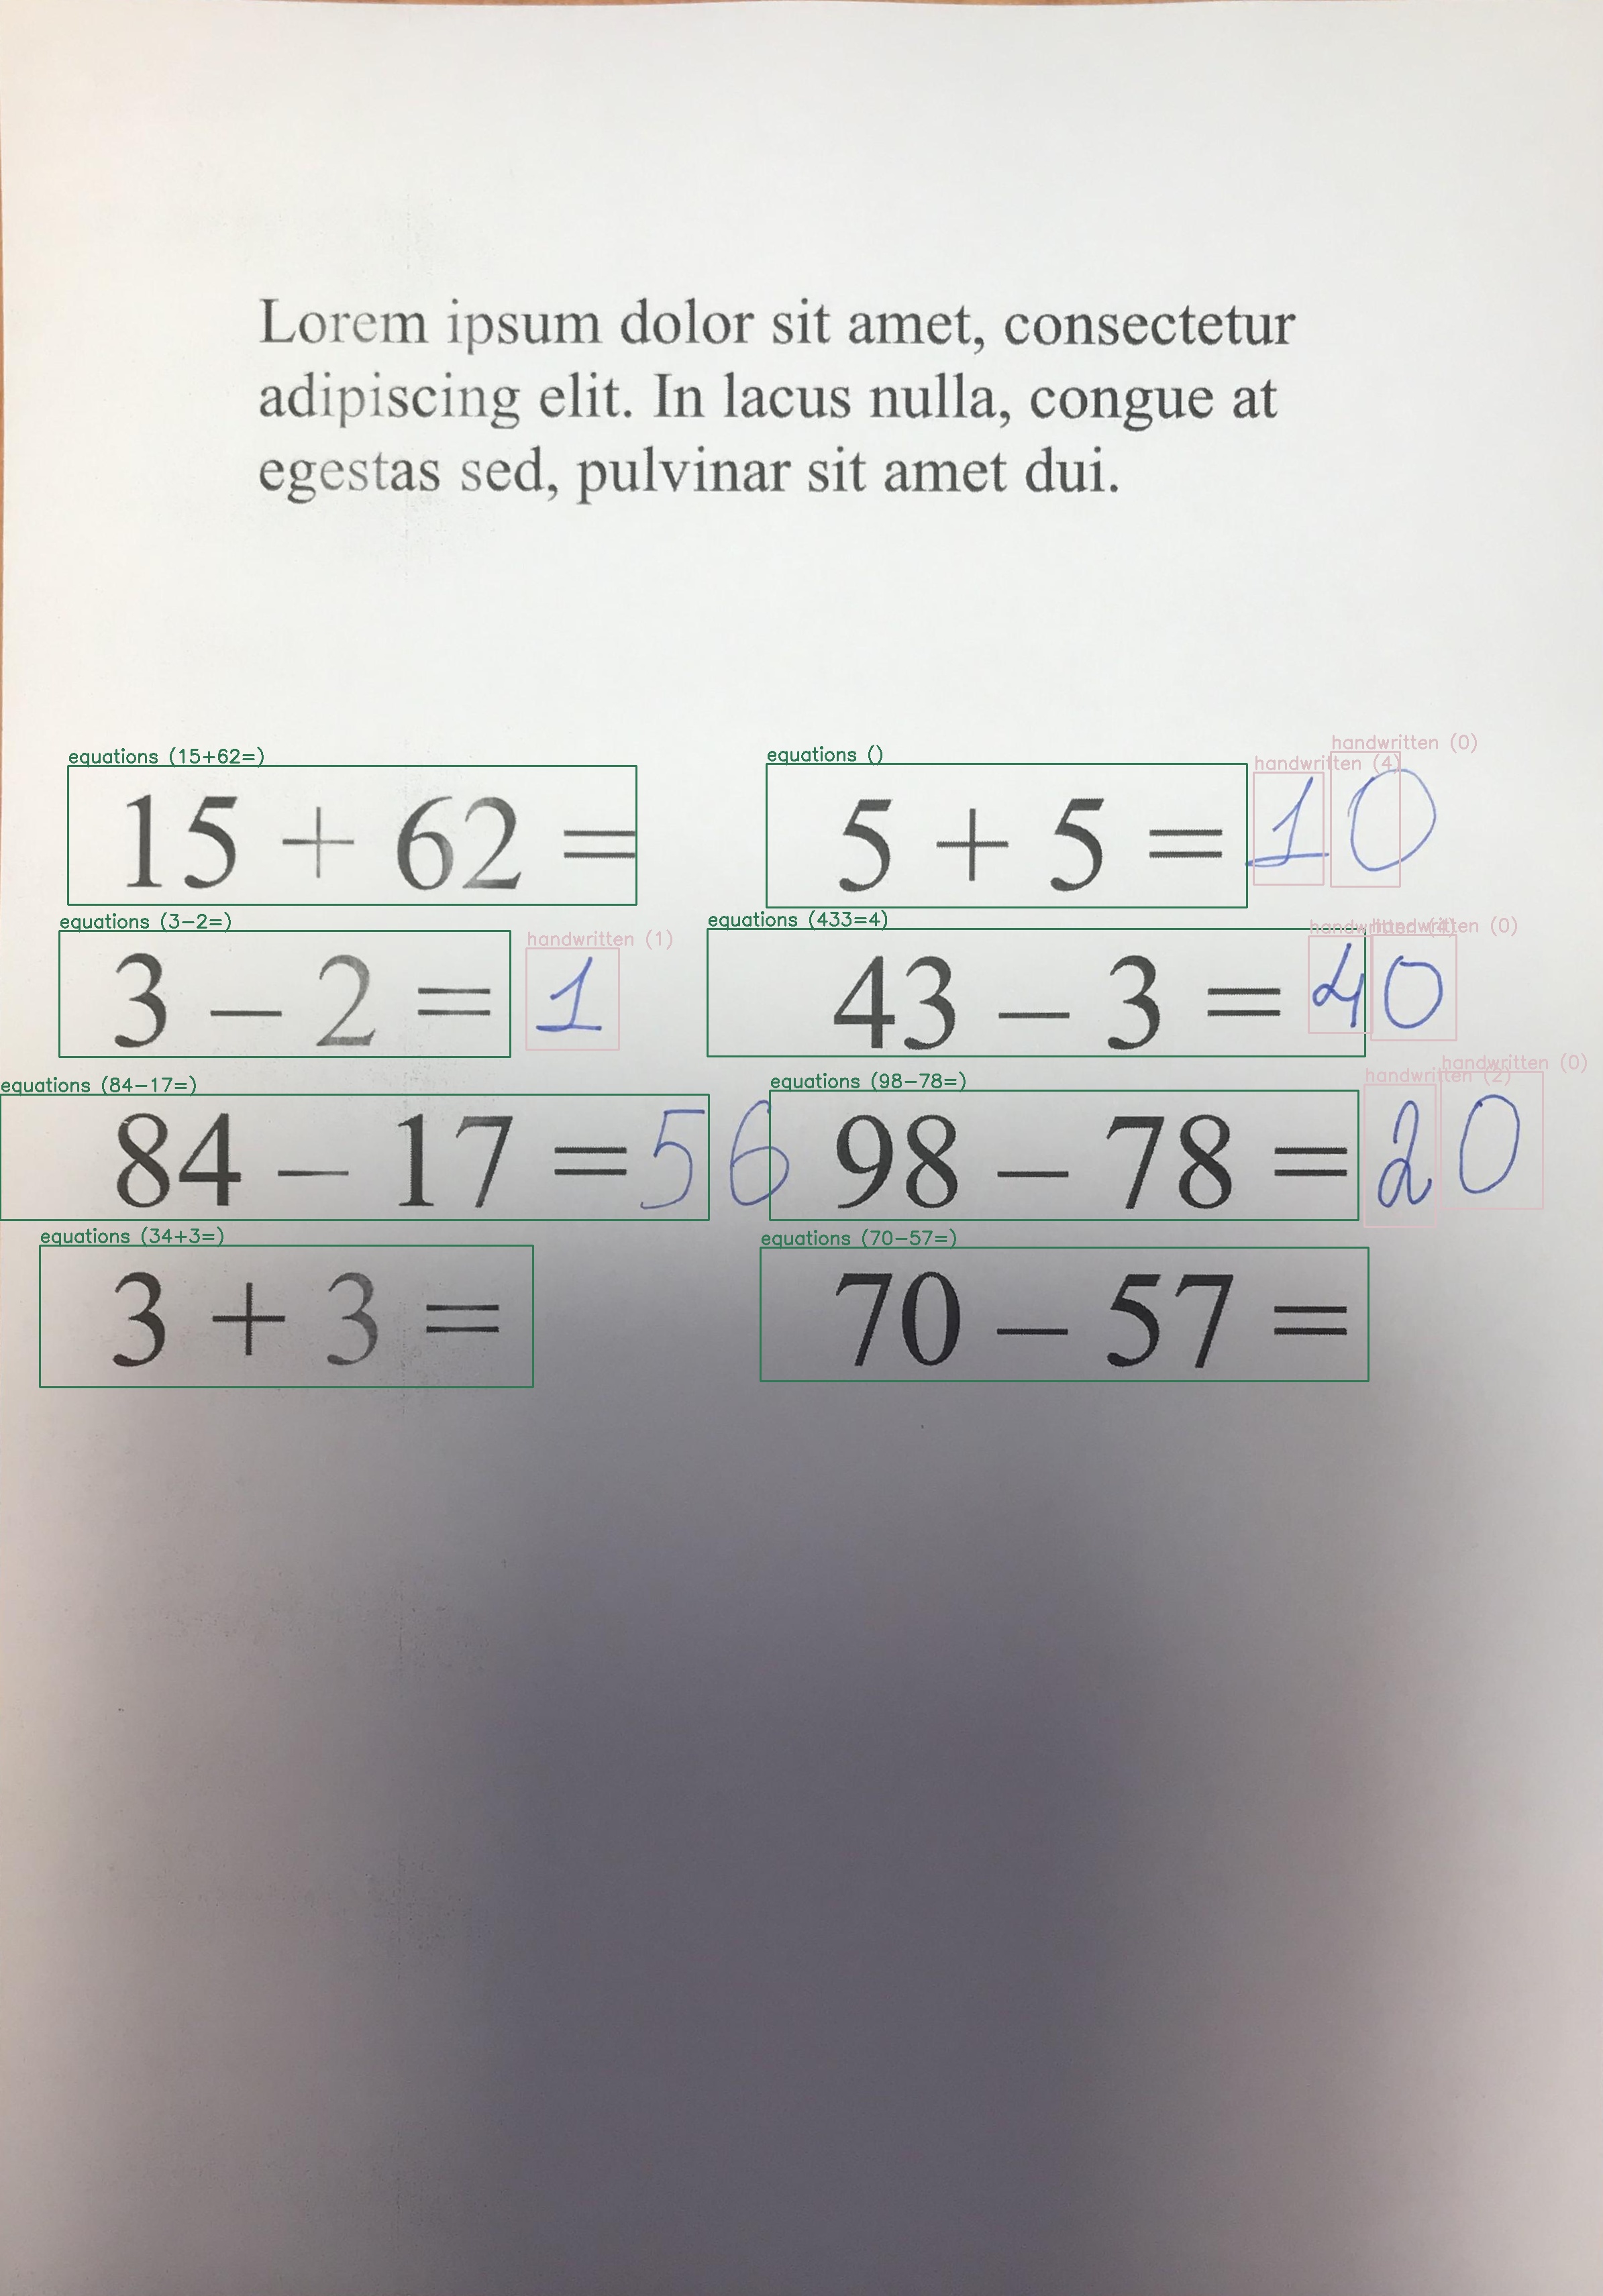 Lorem ipsum dolor sit amet, consectetur
adipiscing elit. In lacus nulla, congue at
egestas sed, pulvinar sit amet dui.
handwritten (0)
equations (15+62=) equations () handwritten (4)
15 + 62 = 5 + 5 = 10
equations (3-2=) equations (433=4) handwritten (4) handwritten (0)
handwritten (1)
3 – 2 = 1 43 – 3 = 40
handwritten (0)
equations (84-17=) equations (98-78=) handwritten (2)
84 – 17 = 56 98 – 78 = 20
equations (34+3=) equations (70-57=)
3 + 3 = 70 – 57 =